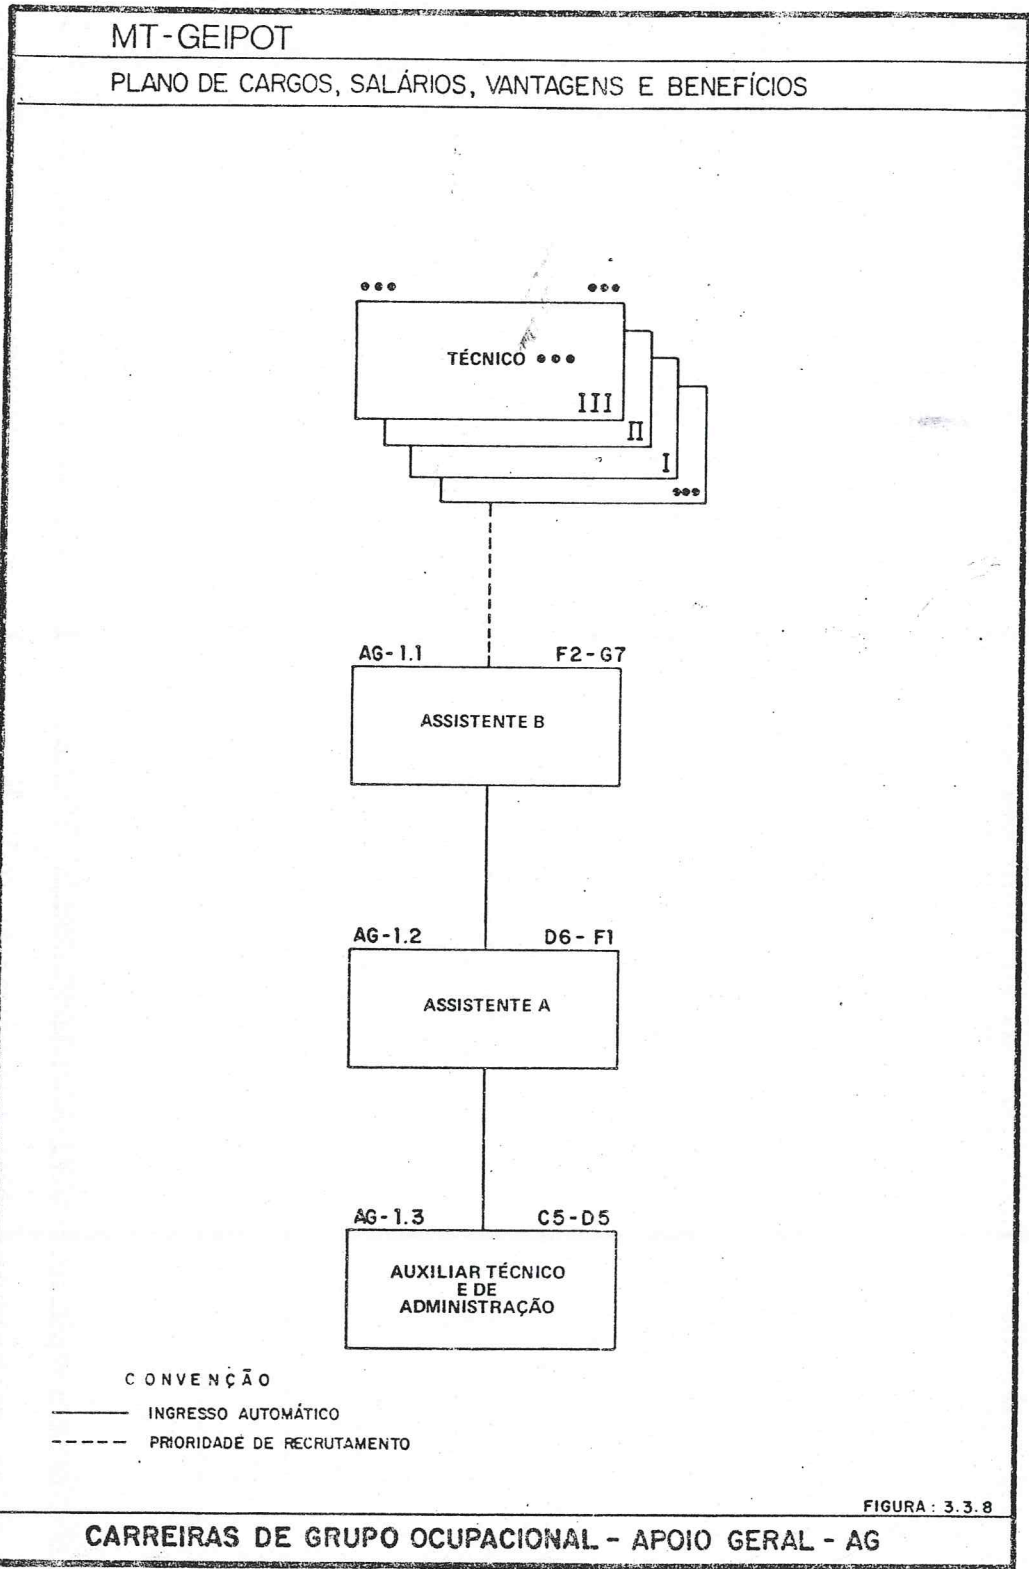 MT-GEIPOT
PLANO DE CARGOS, SALÁRIOS, VANTAGENS E BENEFÍCIOS
••• •••
TÉCNICO •••
III
II
I
•••
AG-1.1 F2-G7
ASSISTENTE B
AG-1.2 D6-F1
ASSISTENTE A
AG-1.3 C5-D5
AUXILIAR TÉCNICO
E DE
ADMINISTRAÇÃO
CONVENÇÃO
INGRESSO AUTOMÁTICO
PRIORIDADE DE RECRUTAMENTO
FIGURA: 3.3.8
CARREIRAS DE GRUPO OCUPACIONAL - APOIO GERAL - AG